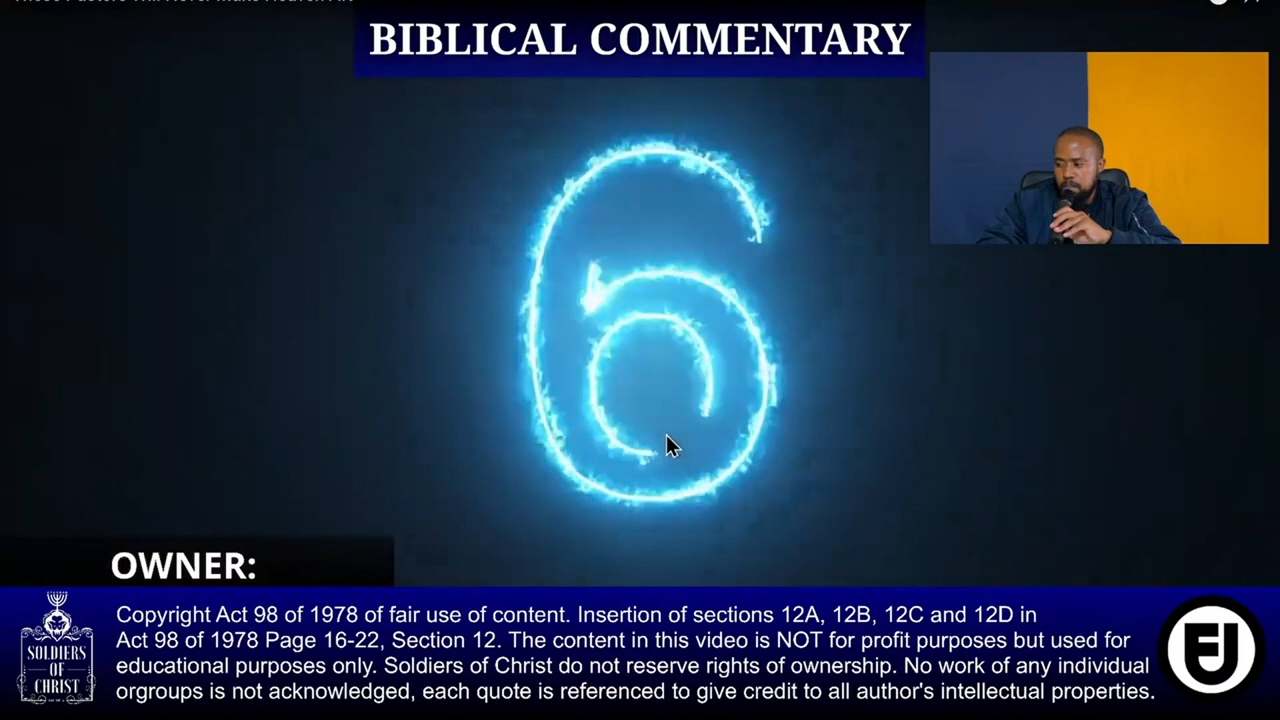 BIBLICAL COMMENTARY
6
OWNER:
Copyright Act 98 of 1978 of fair use of content. Insertion of sections 12A, 12B, 12C and 12D in
Act 98 of 1978 Page 16-22, Section 12. The content in this video is NOT for profit purposes but used for
educational purposes only. Soldiers of Christ do not reserve rights of ownership. No work of any individual
orgroups is not acknowledged, each quote is referenced to give credit to all author's intellectual properties.
SOLDIERS
OF
CHRIST